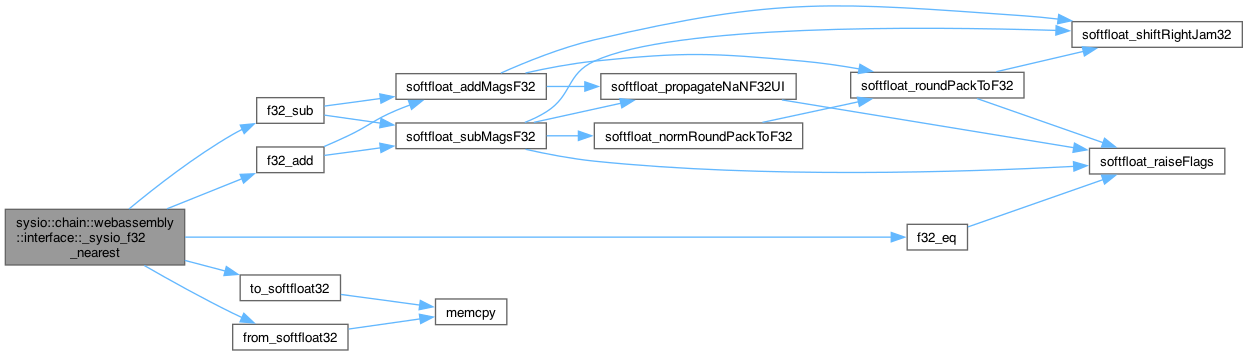 softfloat_shiftRightJam32
softfloat_addMagsF32
softfloat_propagateNaNF32UI
softfloat_roundPackToF32
f32_sub
softfloat_subMagsF32
softfloat_normRoundPackToF32
f32_add
softfloat_raiseFlags
sysio::chain::webassembly
::interface::_sysio_f32
_nearest
f32_eq
to_softfloat32
memcpy
from_softfloat32